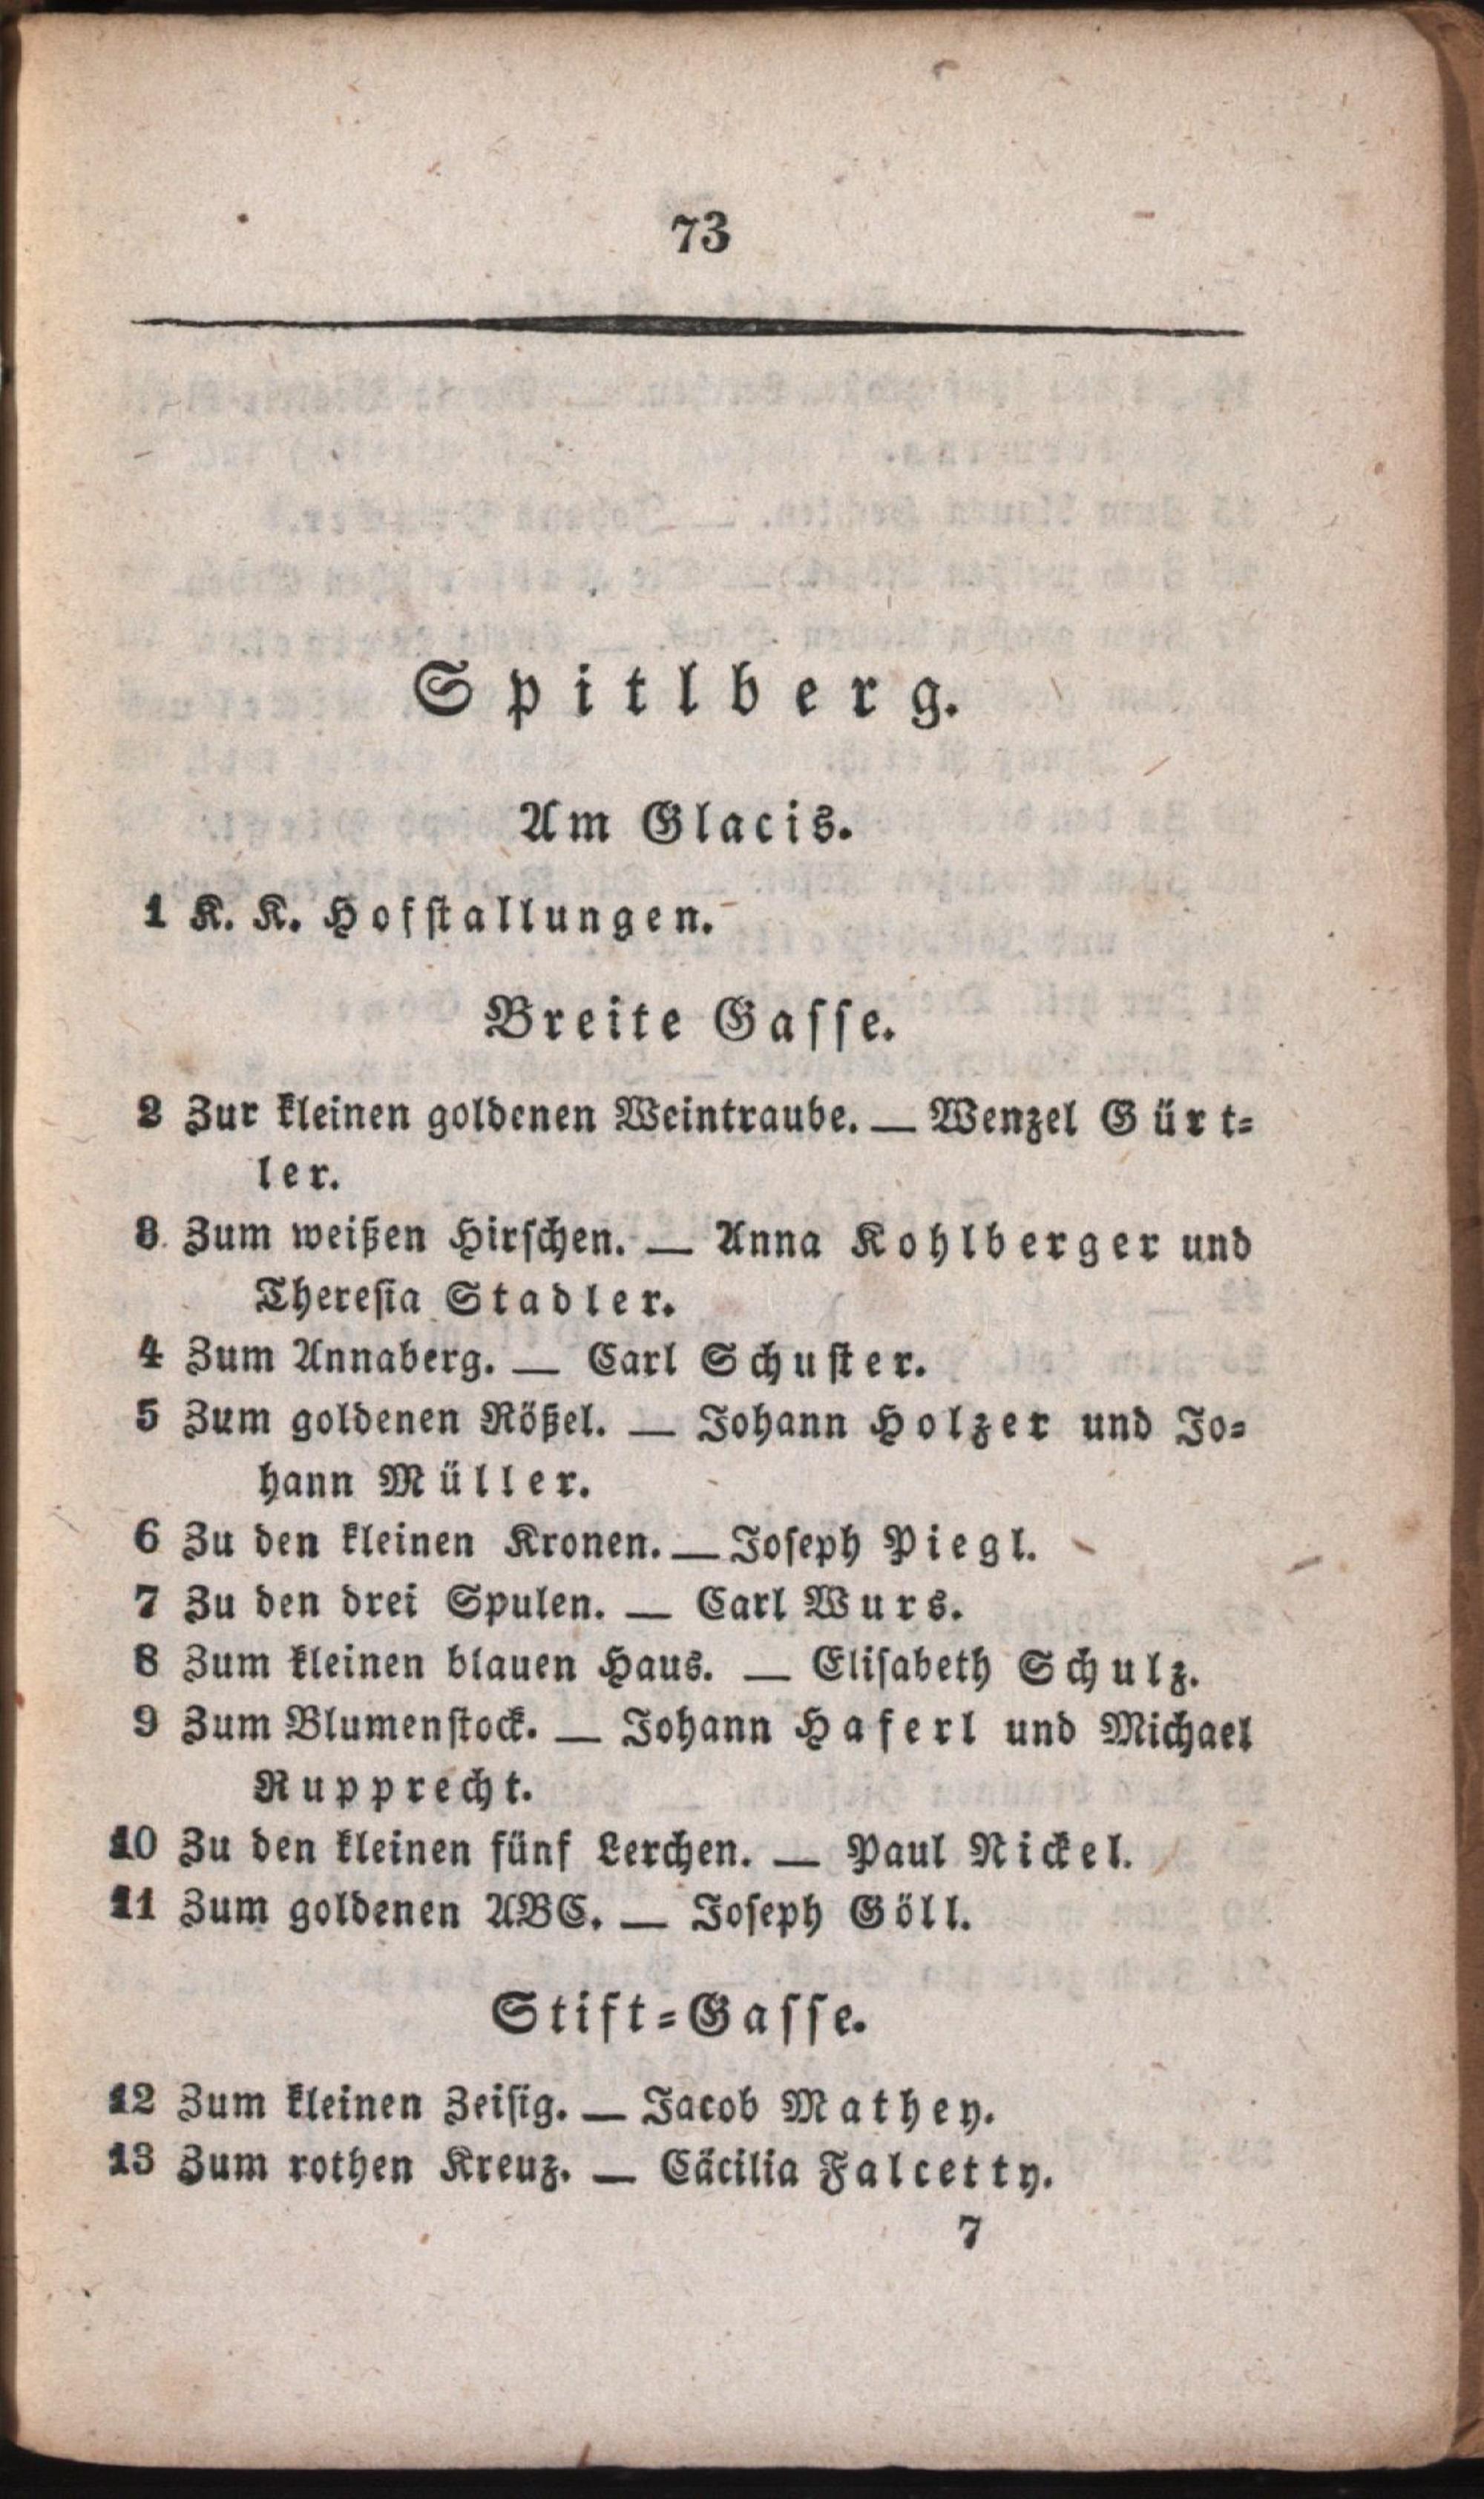 73
Spitlberg.
Am Glacis.
1 K. K. Hofstallungen.
Breite Gasse.
2 Zur kleinen goldenen Weintraube. — Wenzel Gürt=
ler.
3 Zum weißen Hirschen. — Anna Kohlberger und
Theresia Stadler.
4 Zum Annaberg. — Carl Schuster.
5 Zum goldenen Rößel. — Johann Holzer und Jo=
hann Müller.
6 Zu den kleinen Kronen. — Joseph Piegl.
7 Zu den drei Spulen. — Carl Wurs.
8 Zum kleinen blauen Haus. — Elisabeth Schulz.
9 Zum Blumenstock. — Johann Haferl und Michael
Rupprecht.
10 Zu den kleinen fünf Lerchen. — Paul Nickel.
11 Zum goldenen ABC. — Joseph Göll.
Stift=Gasse.
12 Zum kleinen Zeisig. — Jacob Mathey.
13 Zum rothen Kreuz. — Cäcilia Falcetty.
7